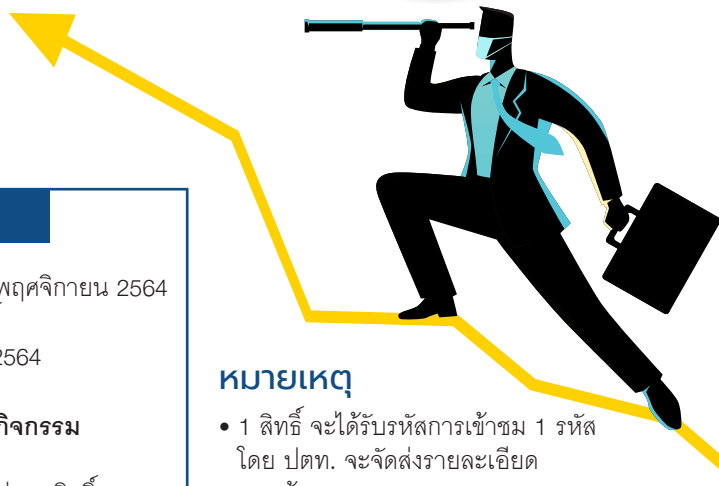 พฤศจิกายน 2564
2564
กิจกรรม
หมายเหตุ
• 1 สิทธิ์ จะได้รับรหัสการเข้าชม 1 รหัส
โดย ปตท. จะจัดส่งรายละเอียด